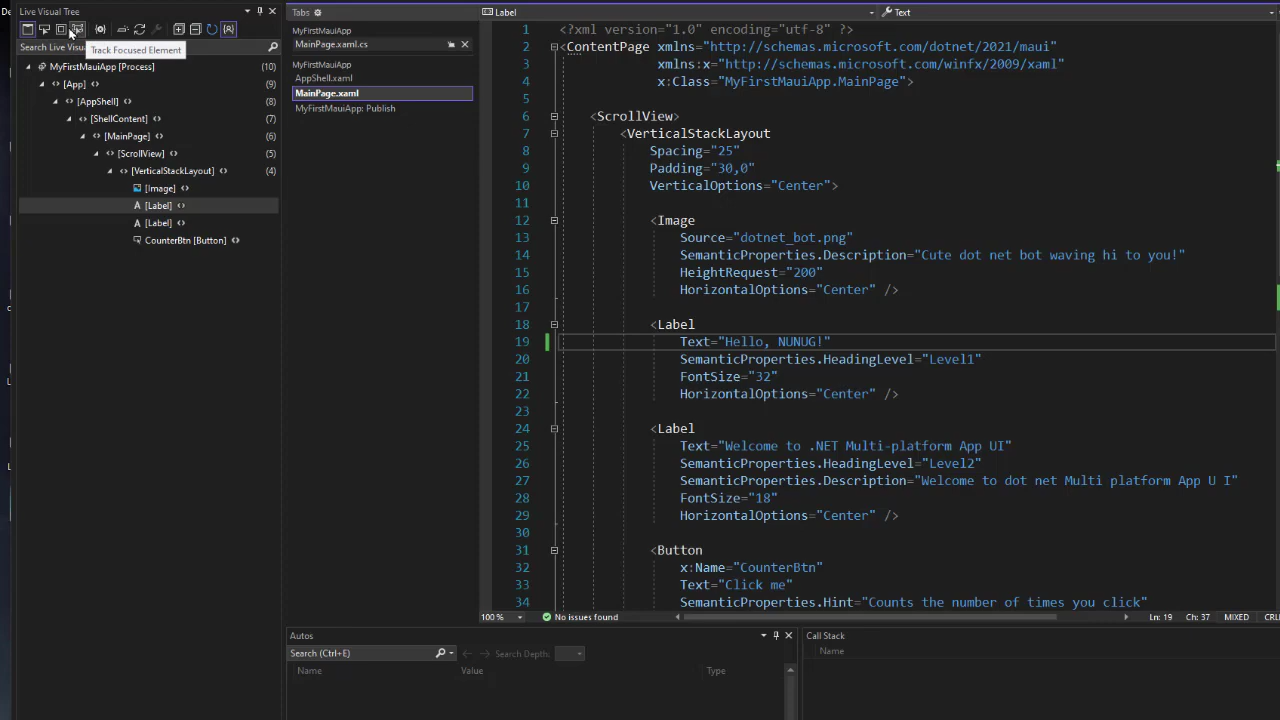 Live Visual Tree
Search Live Visu
Track Focused Element
MyFirstMauiApp [Process] (10)
[App] (9)
[AppShell] (8)
[ShellContent] (7)
[MainPage] (6)
[ScrollView] (5)
[VerticalStackLayout] (4)
[Image]
A [Label]
A [Label]
CounterBtn [Button]
Tabs
MyFirstMauiApp
MainPage.xaml.cs
MyFirstMauiApp
AppShell.xaml
MainPage.xaml
MyFirstMauiApp: Publish
Label
Text
1 <?xml version="1.0" encoding="utf-8" ?>
2 <ContentPage xmlns="http://schemas.microsoft.com/dotnet/2021/maui"
3 xmlns:x="http://schemas.microsoft.com/winfx/2009/xaml"
4 x:Class="MyFirstMauiApp.MainPage">
5
6 <ScrollView>
7 <VerticalStackLayout
8 Spacing="25"
9 Padding="30,0"
10 VerticalOptions="Center">
11
12 <Image
13 Source="dotnet_bot.png"
14 SemanticProperties.Description="Cute dot net bot waving hi to you!"
15 HeightRequest="200"
16 HorizontalOptions="Center" />
17
18 <Label
19 Text="Hello, NUNUG!"
20 SemanticProperties.HeadingLevel="Level1"
21 FontSize="32"
22 HorizontalOptions="Center" />
23
24 <Label
25 Text="Welcome to .NET Multi-platform App UI"
26 SemanticProperties.HeadingLevel="Level2"
27 SemanticProperties.Description="Welcome to dot net Multi platform App U I"
28 FontSize="18"
29 HorizontalOptions="Center" />
30
31 <Button
32 x:Name="CounterBtn"
33 Text="Click me"
34 SemanticProperties.Hint="Counts the number of times you click"
100 % No issues found Ln: 19 Ch: 37 MIXED CRL
Autos
Search (Ctrl+E) Search Depth:
Name Value Type
Call Stack
Name